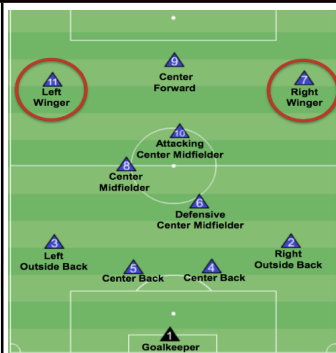 9
Center
Forward
11
Left
Winger
7
Right
Winger
10
Attacking
Center Midfielder
8
Center
Midfielder
6
Defensive
Center Midfielder
3
Left
Outside Back
2
Right
Outside Back
5
Center Back
4
Center Back
1
Goalkeeper